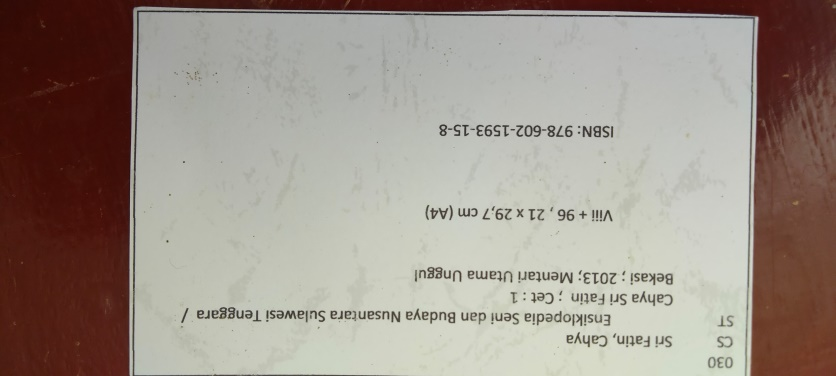 030
CS Sri Fatin, Cahya
ST Ensiklopedia Seni dan Budaya Nusantara Sulawesi Tenggara /
Cahya Sri Fatin ; Cet : 1
Bekasi ; 2013; Mentari Utama Unggul
Viii + 96 , 21 x 29,7 cm (A4)
ISBN: 978-602-1593-15-8